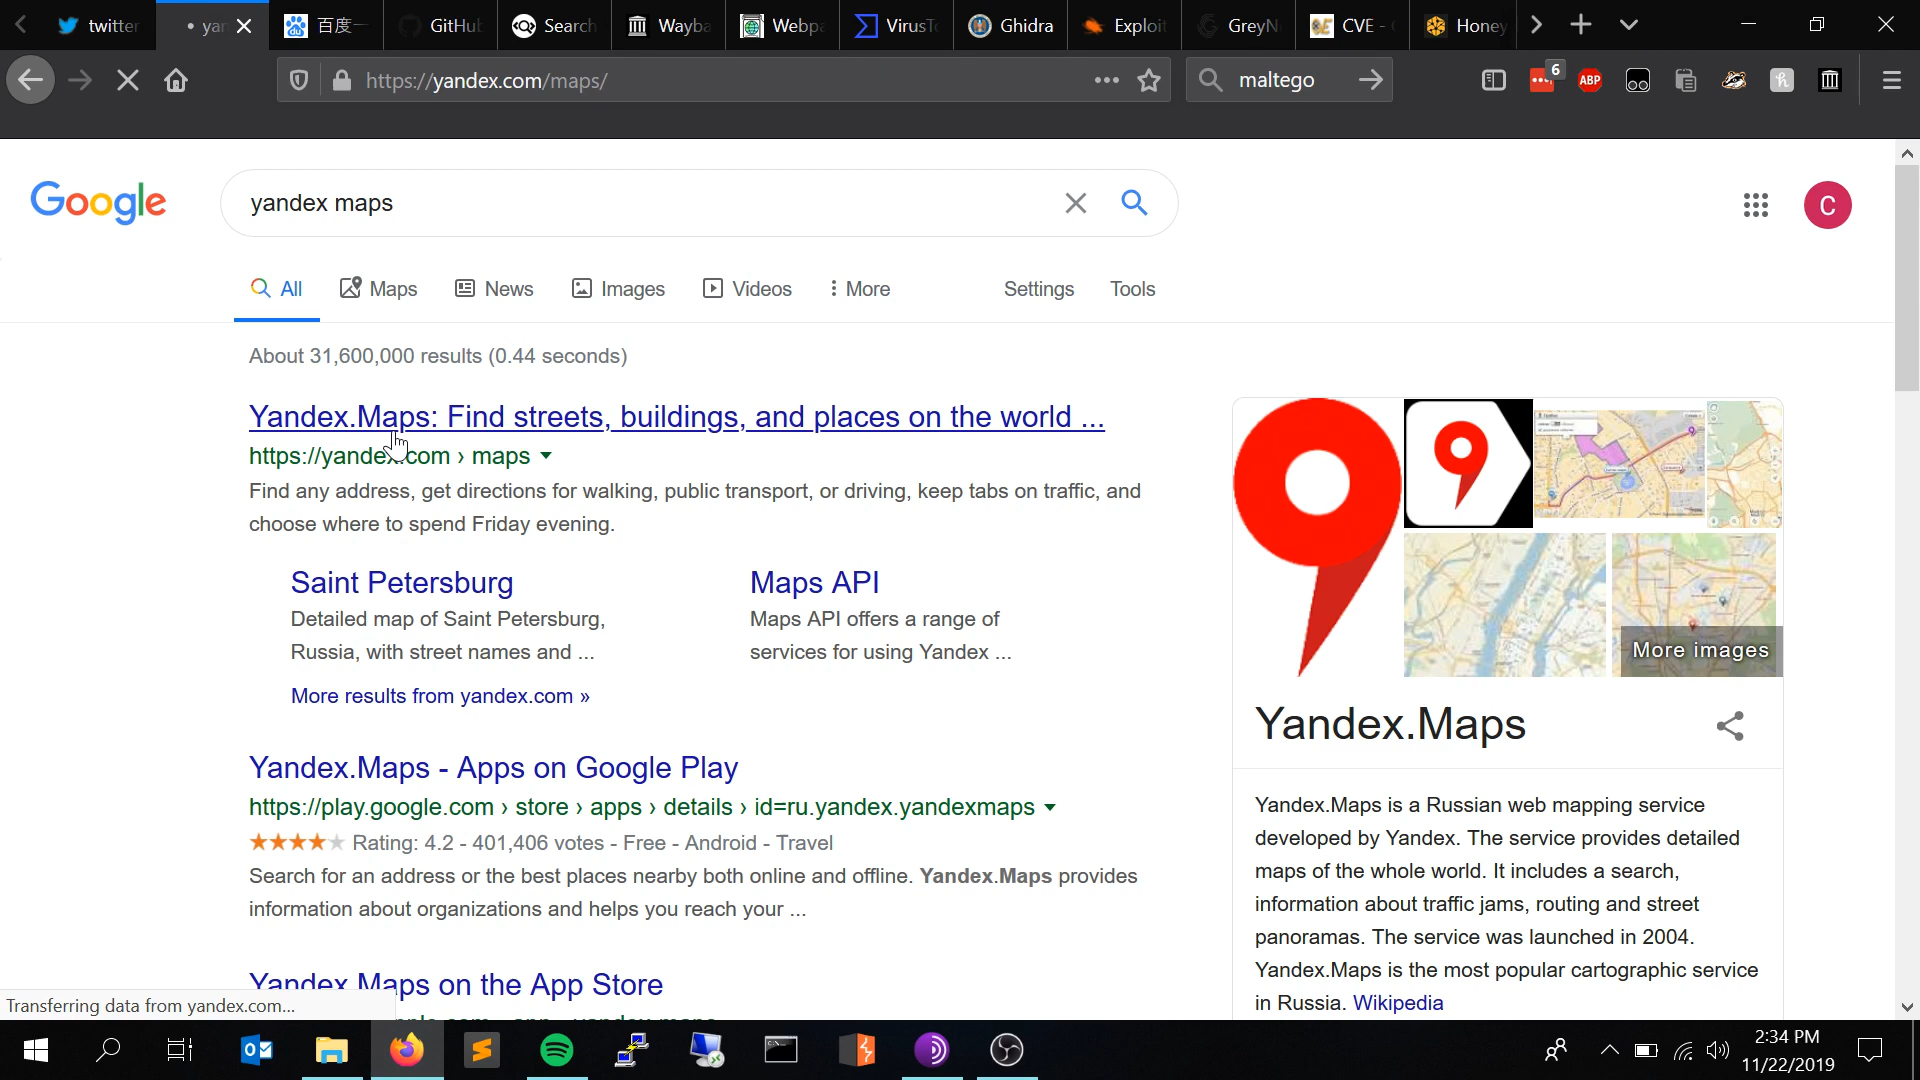 twitter
yan
百度一
GitHub
Search
Wayba
Webpa
VirusTo
Ghidra
Exploit
GreyN
CVE - C
Honey
https://yandex.com/maps/
maltego
6
ABP
Google
yandex maps
C
All
Maps
News
Images
Videos
More
Settings
Tools
About 31,600,000 results (0.44 seconds)
Yandex.Maps: Find streets, buildings, and places on the world ...
https://yandex.com › maps
Find any address, get directions for walking, public transport, or driving, keep tabs on traffic, and
choose where to spend Friday evening.
Saint Petersburg
Detailed map of Saint Petersburg,
Russia, with street names and ...
Maps API
Maps API offers a range of
services for using Yandex ...
More results from yandex.com »
Yandex.Maps - Apps on Google Play
https://play.google.com › store › apps › details › id=ru.yandex.yandexmaps
Rating: 4.2 - 401,406 votes - Free - Android - Travel
Search for an address or the best places nearby both online and offline. Yandex.Maps provides
information about organizations and helps you reach your ...
Yandex Maps on the App Store
More images
Yandex.Maps
Yandex.Maps is a Russian web mapping service
developed by Yandex. The service provides detailed
maps of the whole world. It includes a search,
information about traffic jams, routing and street
panoramas. The service was launched in 2004.
Yandex.Maps is the most popular cartographic service
in Russia. Wikipedia
Transferring data from yandex.com...
2:34 PM
11/22/2019